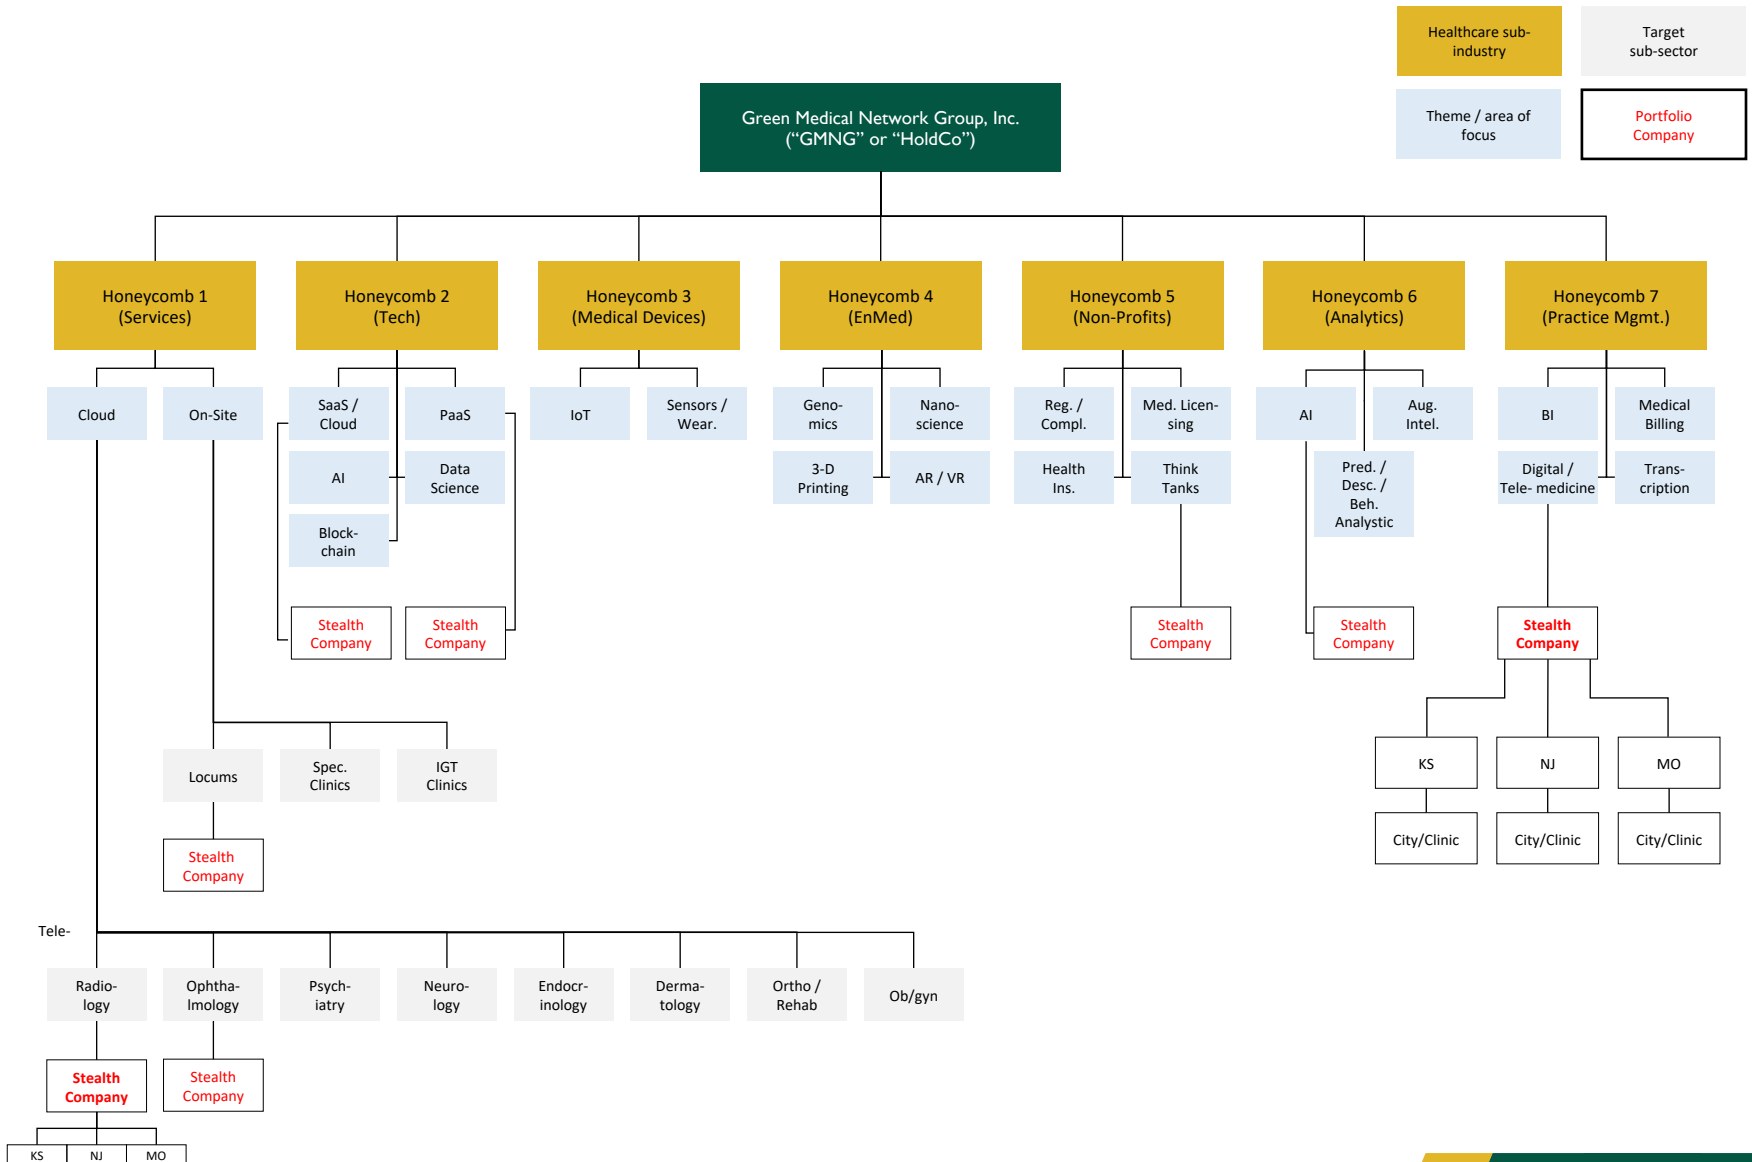 Healthcare sub-
industry
Target
sub-sector
Theme / area of
focus
Portfolio
Company
Green Medical Network Group, Inc.
(“GMNG” or “HoldCo”)
Honeycomb 1
(Services)
Honeycomb 2
(Tech)
Honeycomb 3
(Medical Devices)
Honeycomb 4
(EnMed)
Honeycomb 5
(Non-Profits)
Honeycomb 6
(Analytics)
Honeycomb 7
(Practice Mgmt.)
Cloud
On-Site
SaaS /
Cloud
PaaS
IoT
Sensors /
Wear.
Geno-
mics
Nano-
science
Reg. /
Compl.
Med. Licen-
sing
AI
Aug.
Intel.
BI
Medical
Billing
AI
Data
Science
3-D
Printing
AR / VR
Health
Ins.
Think
Tanks
Pred. /
Desc. /
Beh.
Analystic
Digital /
Tele- medicine
Trans-
cription
Block-
chain
Stealth
Company
Stealth
Company
Stealth
Company
Stealth
Company
Stealth
Company
Locums
Spec.
Clinics
IGT
Clinics
KS
NJ
MO
Stealth
Company
City/Clinic
City/Clinic
City/Clinic
Tele-
Radio-
logy
Ophtha-
lmology
Psych-
iatry
Neuro-
logy
Endocr-
inology
Derma-
tology
Ortho /
Rehab
Ob/gyn
Stealth
Company
Stealth
Company
KS
NJ
MO